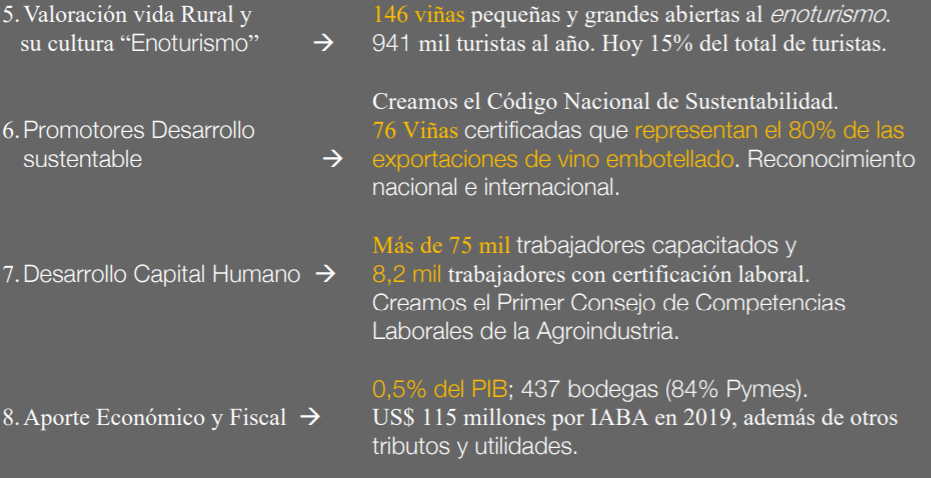 5. Valoración vida Rural y
su cultura “Enoturismo” →
146 viñas pequeñas y grandes abiertas al enoturismo.
941 mil turistas al año. Hoy 15% del total de turistas.
6. Promotores Desarrollo
sustentable →
Creamos el Código Nacional de Sustentabilidad.
76 Viñas certificadas que representan el 80% de las
exportaciones de vino embotellado. Reconocimiento
nacional e internacional.
7. Desarrollo Capital Humano →
Más de 75 mil trabajadores capacitados y
8,2 mil trabajadores con certificación laboral.
Creamos el Primer Consejo de Competencias
Laborales de la Agroindustria.
8. Aporte Económico y Fiscal →
0,5% del PIB; 437 bodegas (84% Pymes).
US$ 115 millones por IABA en 2019, además de otros
tributos y utilidades.